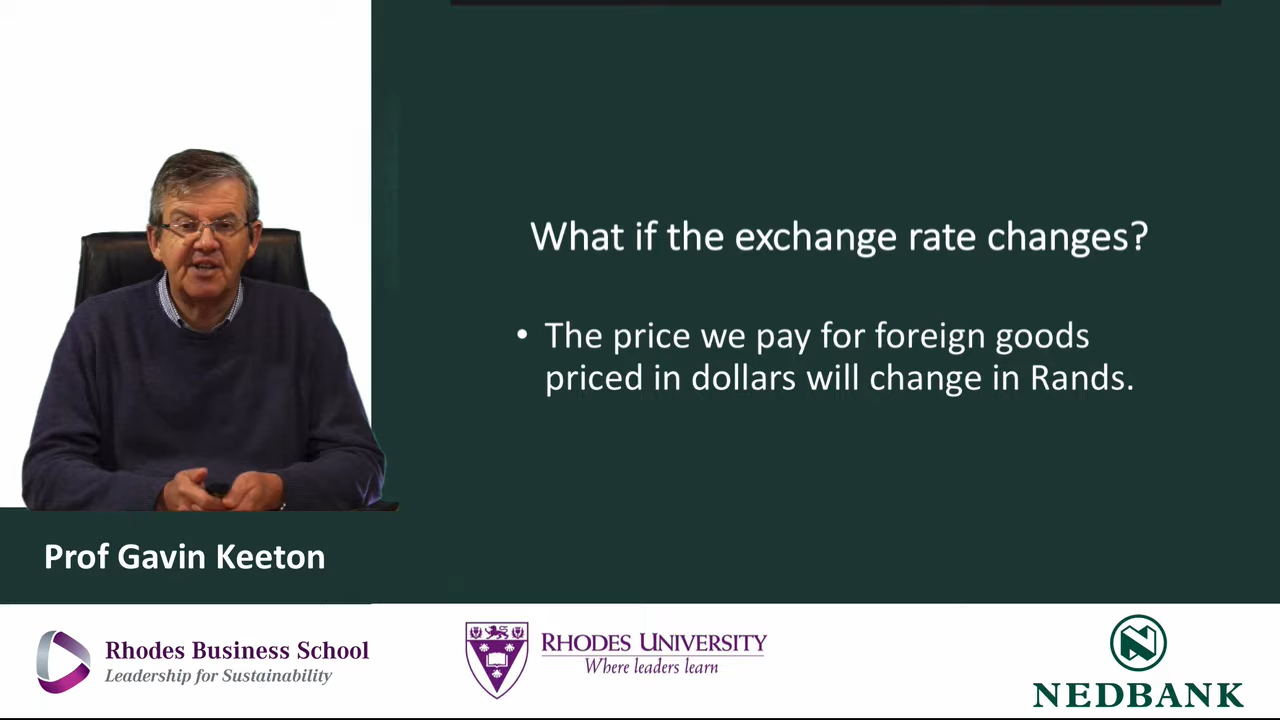 What if the exchange rate changes?
• The price we pay for foreign goods
priced in dollars will change in Rands.
Prof Gavin Keeton
Rhodes Business School
Leadership for Sustainability
RHODES UNIVERSITY
Where leaders learn
NEDBANK